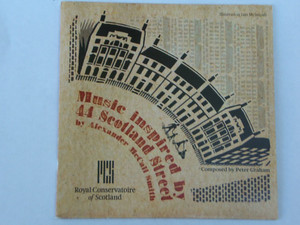 Music inspired by
44 Scotland Street
by Alexander McCall Smith
Composed by Peter Graham
Royal Conservatoire
of Scotland